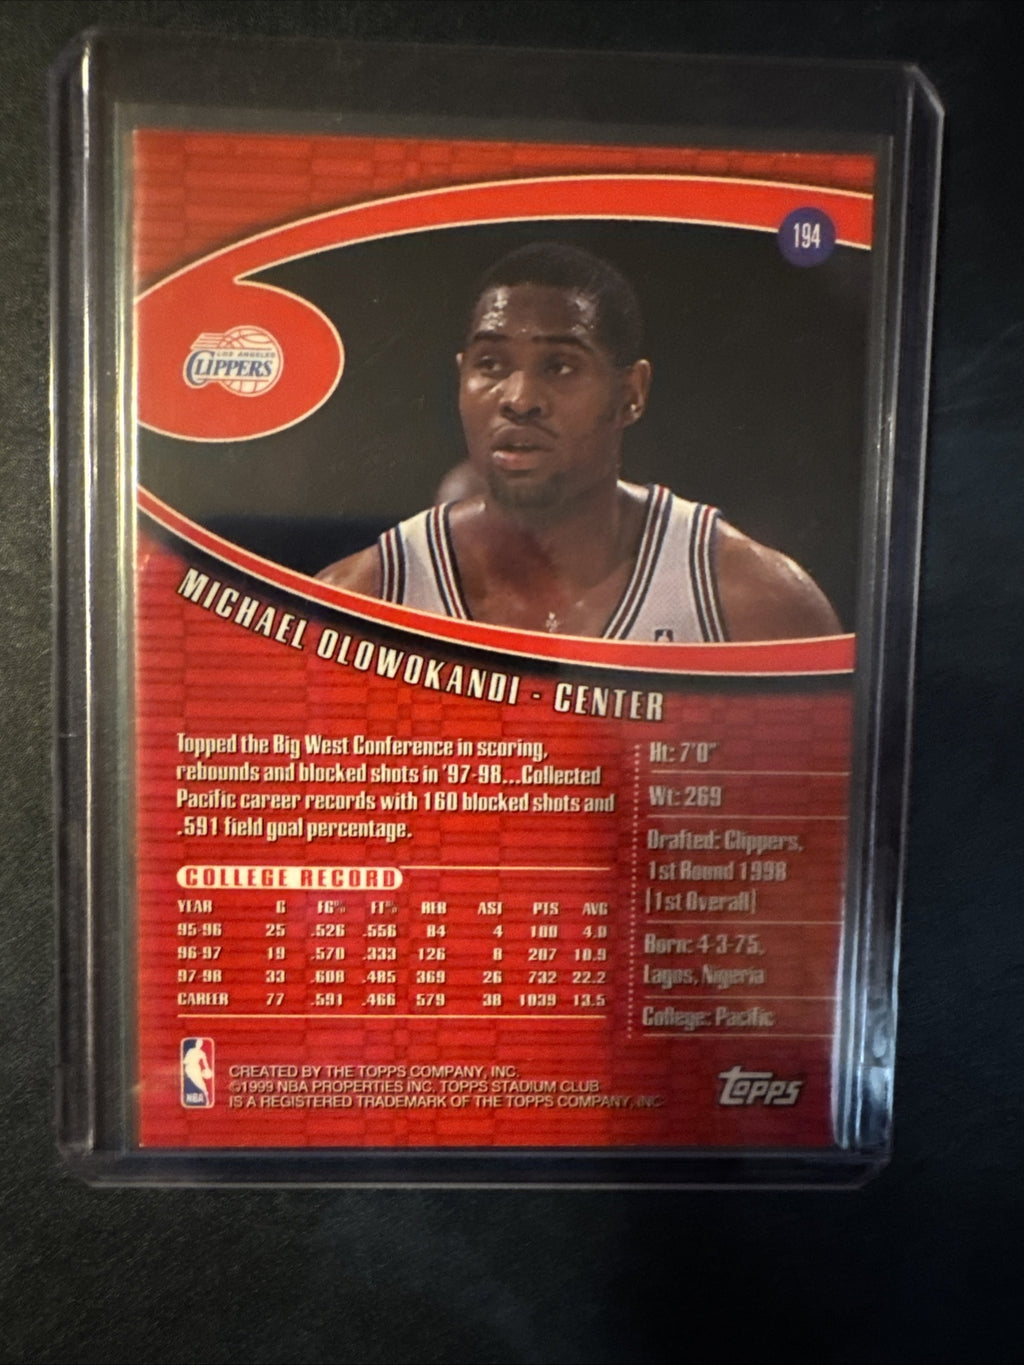 194
LOS ANGELES
CLIPPERS
MICHAEL OLOWOKANDI - CENTER
Topped the Big West Conference in scoring,
rebounds and blocked shots in '97-98...Collected
Pacific career records with 160 blocked shots and
.591 field goal percentage.
Ht: 7'0"
Wt: 269
Drafted: Clippers,
1st Round 1998
(1st Overall)
Born: 4-3-75,
Lagos, Nigeria
College: Pacific
COLLEGE RECORD
YEAR G FG% FT% REB AST PTS AVG
95-96 25 .526 .556 84 4 100 4.0
96-97 19 .570 .333 126 8 207 10.9
97-98 33 .608 .485 369 26 732 22.2
CAREER 77 .591 .466 579 38 1039 13.5
NBA
CREATED BY THE TOPPS COMPANY, INC.
©1999 NBA PROPERTIES INC. TOPPS STADIUM CLUB
IS A REGISTERED TRADEMARK OF THE TOPPS COMPANY, INC.
TOPPS